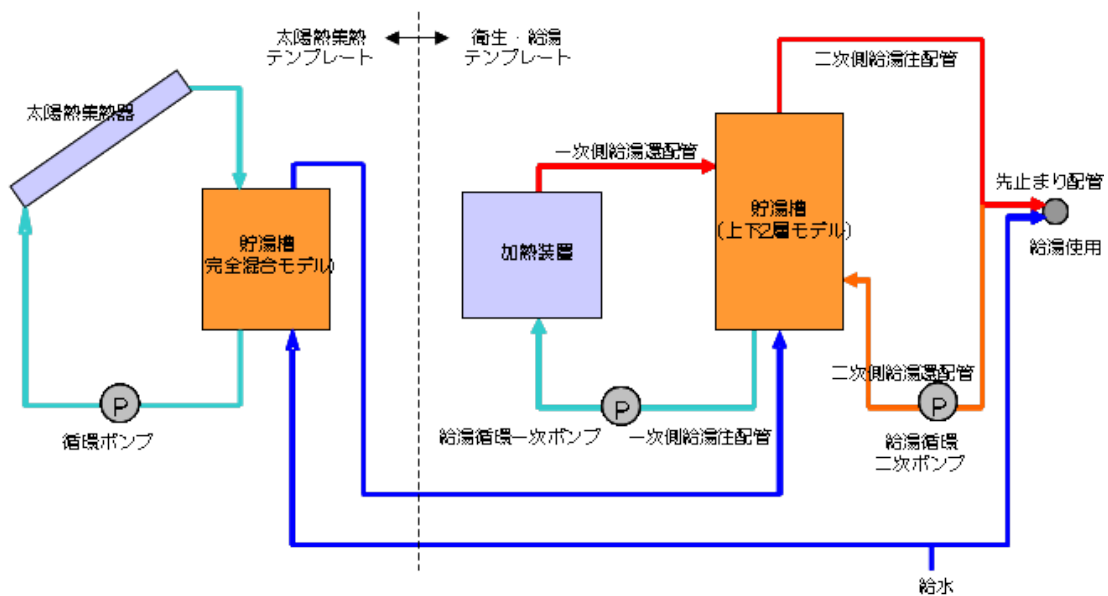 太陽熱集熱
テンプレート
衛生・給湯
テンプレート
二次側給湯往配管
太陽熱集熱器
一次側給湯還配管
先止まり配管
貯湯槽
(完全混合モデル)
加熱装置
貯湯槽
(上下2層モデル)
給湯使用
二次側給湯還配管
P
循環ポンプ
P
給湯循環一次ポンプ
一次側給湯往配管
P
給湯循環
二次ポンプ
給水